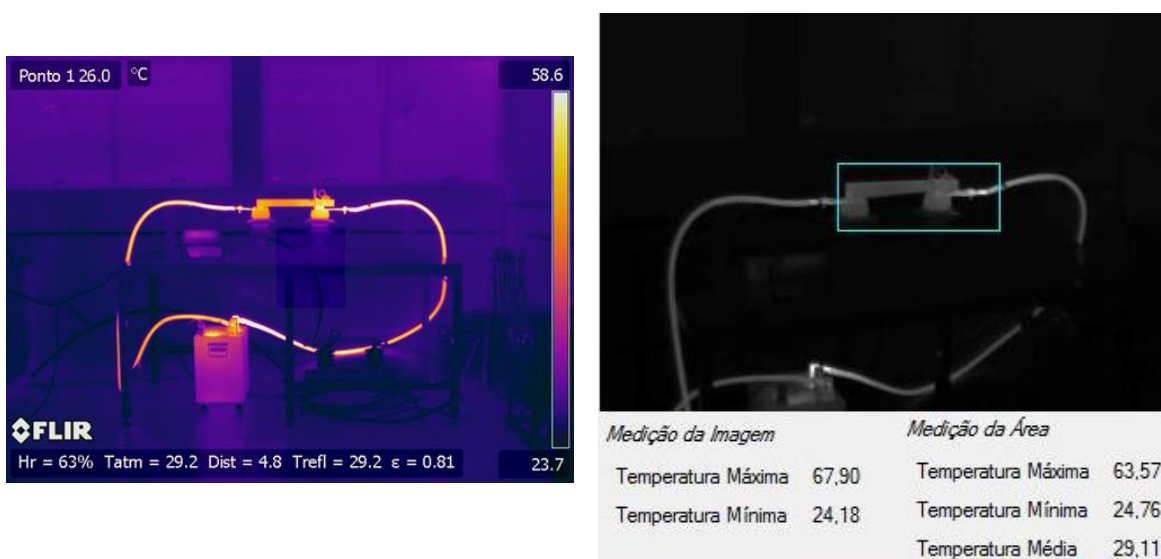 Ponto 1 26.0 °C
58.6
FLIR
Hr = 63% Tatm = 29.2 Dist = 4.8 Trefl = 29.2 ε = 0.81
23.7
Medição da Imagem
Temperatura Máxima 67,90
Temperatura Mínima 24,18
Medição da Área
Temperatura Máxima 63,57
Temperatura Mínima 24,76
Temperatura Média 29,11